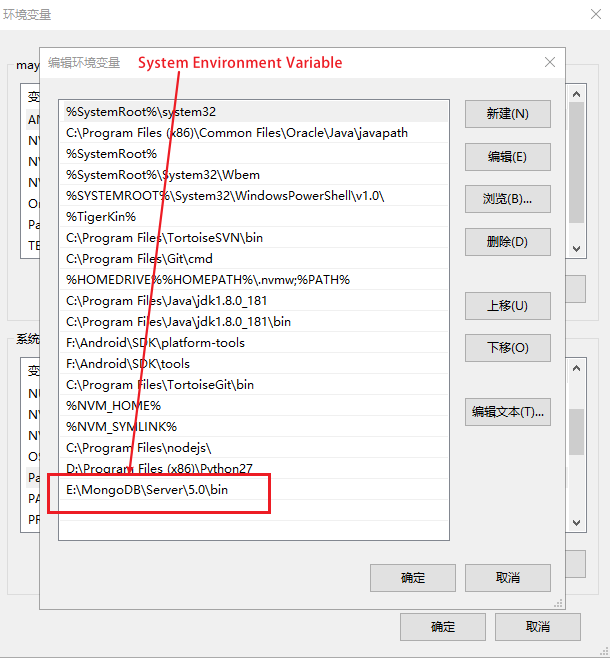 环境变量
编辑环境变量 System Environment Variable
may
变
AN
NV
NV
NV
On
Pa
TE
%SystemRoot%\system32
C:\Program Files (x86)\Common Files\Oracle\Java\javapath
%SystemRoot%
%SystemRoot%\System32\Wbem
%SYSTEMROOT%\System32\WindowsPowerShell\v1.0\
%TigerKin%
C:\Program Files\TortoiseSVN\bin
C:\Program Files\Git\cmd
%HOMEDRIVE%%HOMEPATH%\.nvmw;%PATH%
C:\Program Files\Java\jdk1.8.0_181
C:\Program Files\Java\jdk1.8.0_181\bin
F:\Android\SDK\platform-tools
F:\Android\SDK\tools
C:\Program Files\TortoiseGit\bin
%NVM_HOME%
%NVM_SYMLINK%
C:\Program Files\nodejs\
D:\Program Files (x86)\Python27
E:\MongoDB\Server\5.0\bin
新建(N)
编辑(E)
浏览(B)...
删除(D)
上移(U)
下移(O)
编辑文本(T)...
系统
变
NV
NV
OS
Pa
PA
PR
确定
取消
确定
取消